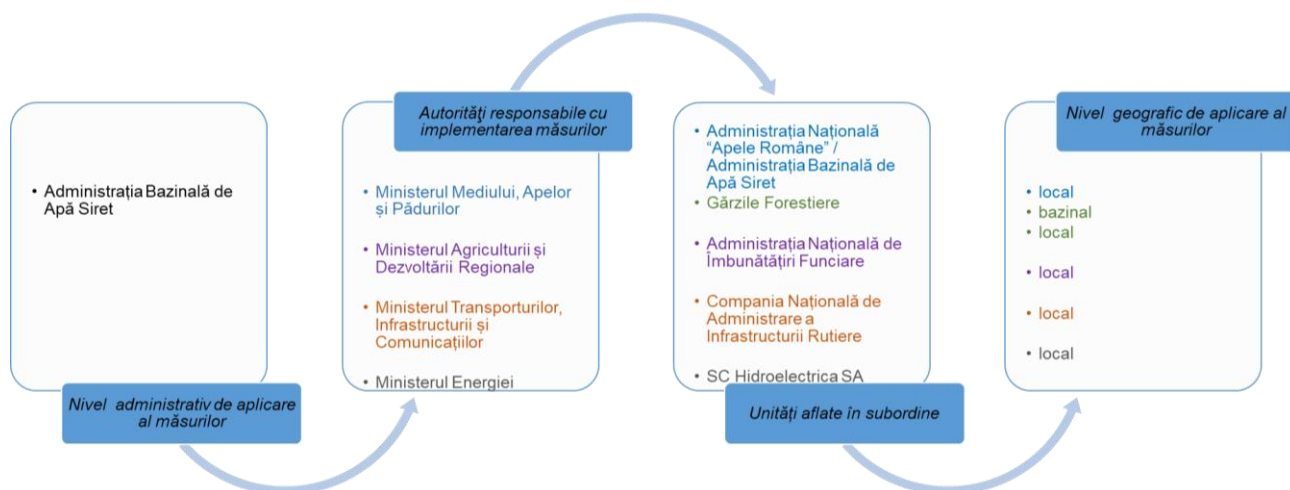 • Administrația Bazinală de
Apă Siret
Nivel administrativ de aplicare
al măsurilor
Autorităţi responsabile cu
implementarea măsurilor
• Ministerul Mediului, Apelor
și Pădurilor
• Ministerul Agriculturii și
Dezvoltării Regionale
• Ministerul Transporturilor,
Infrastructurii și
Comunicațiilor
• Ministerul Energiei
• Administrația Națională
“Apele Române” /
Administrația Bazinală de
Apă Siret
• Gărzile Forestiere
• Administrația Națională de
Îmbunătățiri Funciare
• Compania Națională de
Administrare a
Infrastructurii Rutiere
• SC Hidroelectrica SA
Unități aflate în subordine
Nivel geografic de aplicare al
măsurilor
• local
• bazinal
• local
• local
• local
• local